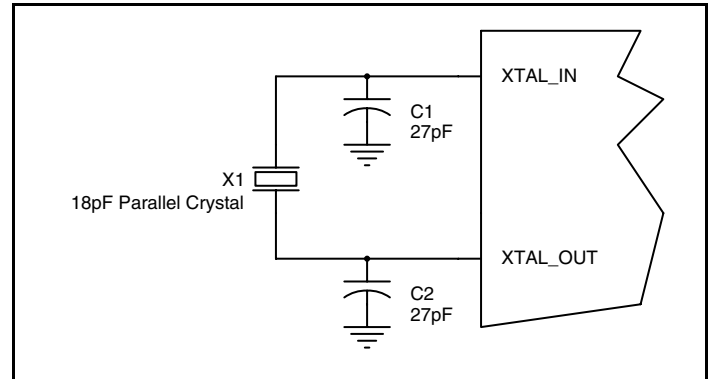 XTAL_IN
C1
27pF
X1
18pF Parallel Crystal
XTAL_OUT
C2
27pF